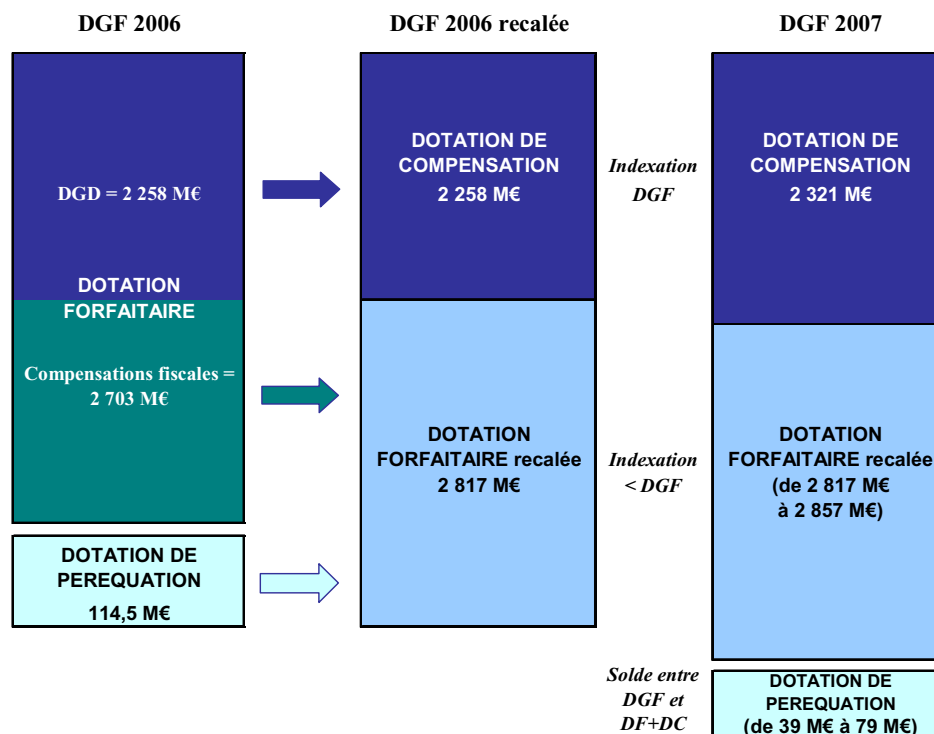 DGF 2006
DGF 2006 recalée
DGF 2007
DGD = 2 258 M€
DOTATION
FORFAITAIRE
Compensations fiscales =
2 703 M€
DOTATION DE
PEREQUATION
114,5 M€
DOTATION DE
COMPENSATION
2 258 M€
DOTATION
FORFAITAIRE recalée
2 817 M€
Indexation
DGF
Indexation
< DGF
Solde entre
DGF et
DF+DC
DOTATION DE
COMPENSATION
2 321 M€
DOTATION
FORFAITAIRE recalée
(de 2 817 M€
à 2 857 M€)
DOTATION DE
PEREQUATION
(de 39 M€ à 79 M€)